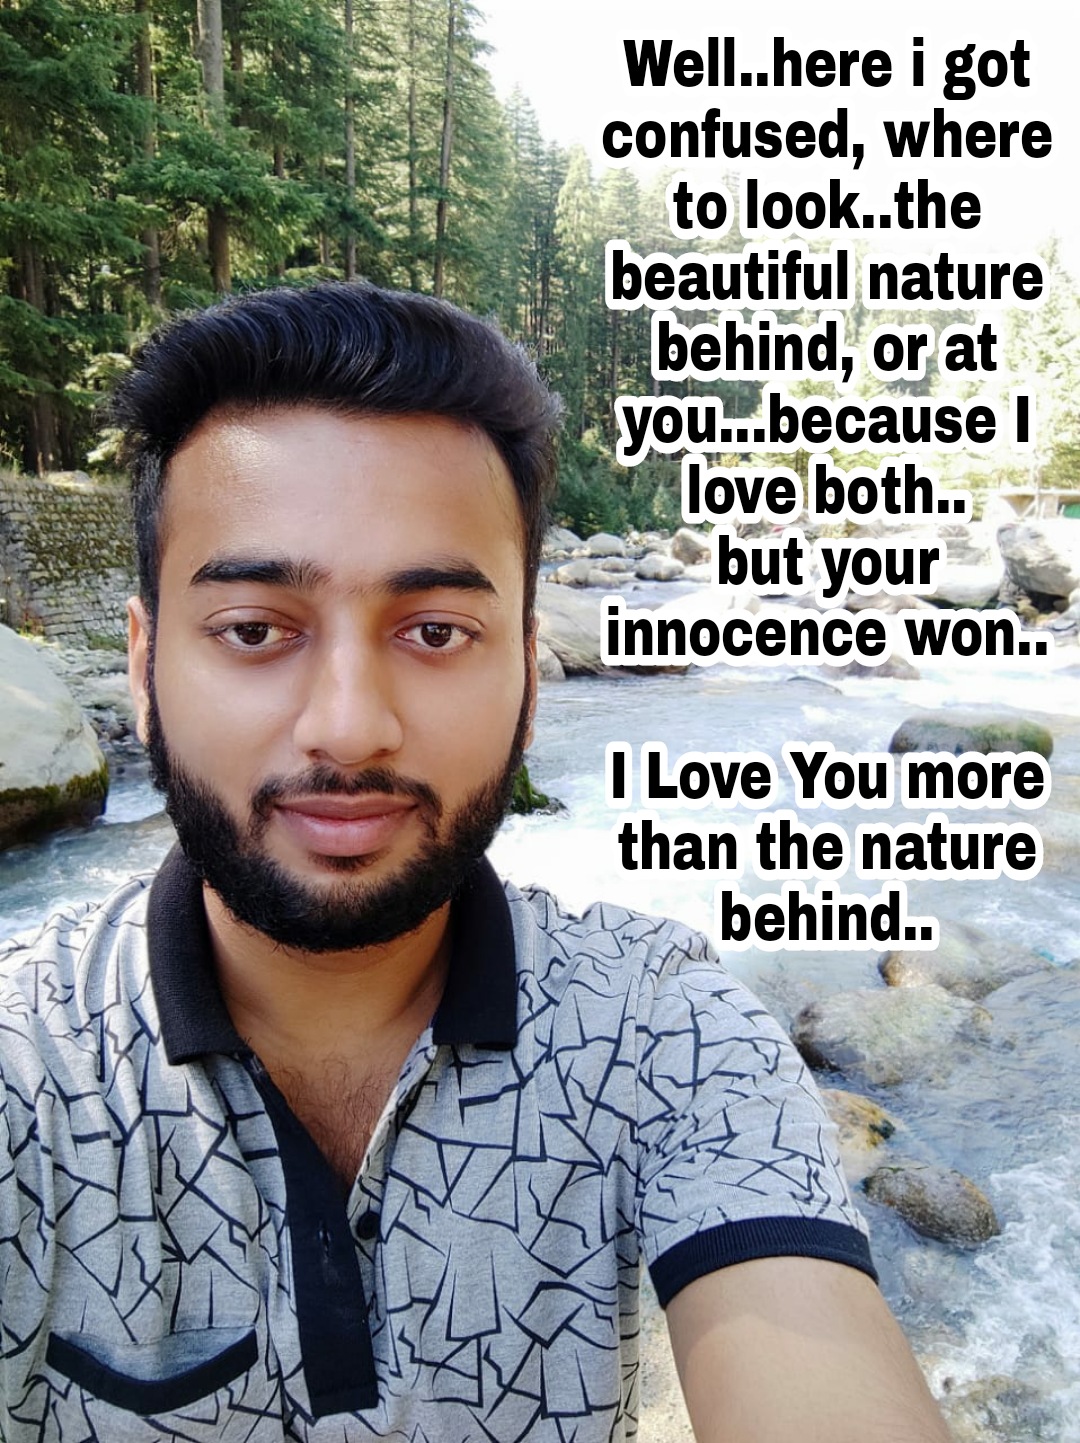 Well..here i got
confused, where
to look..the
beautiful nature
behind, or at
you...because I
love both..
but your
innocence won..
I Love You more
than the nature
behind..